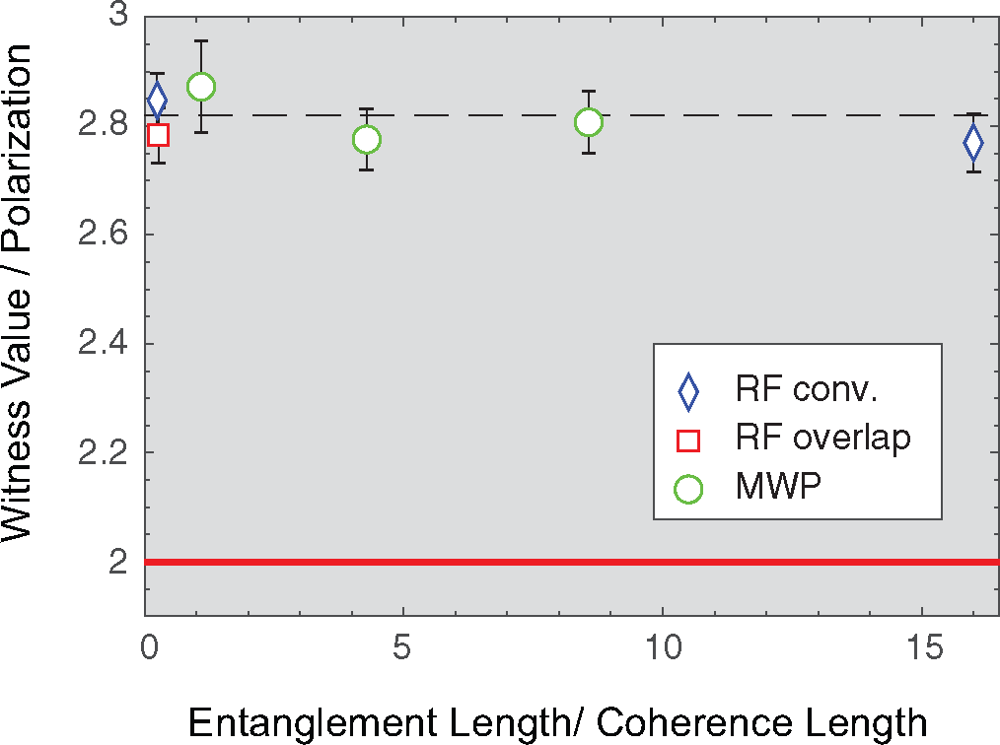 Witness Value / Polarization
3
2.8
2.6
2.4
2.2
2
RF conv.
RF overlap
MWP
0 5 10 15
Entanglement Length/ Coherence Length